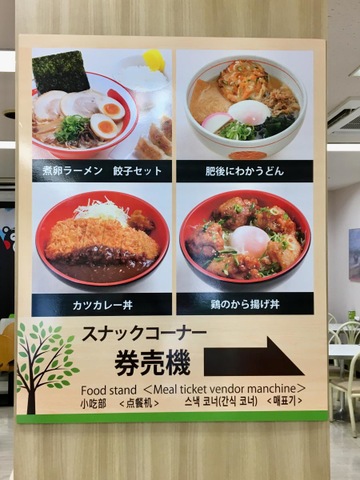 煮卵ラーメン 餃子セット
肥後にわかうどん
カツカレー丼
鶏のから揚げ丼
スナックコーナー
券売機
Food stand ＜Meal ticket vendor manchine＞
小吃部 ＜点餐机＞ 스낵 코너(간식 코너) ＜매표기＞